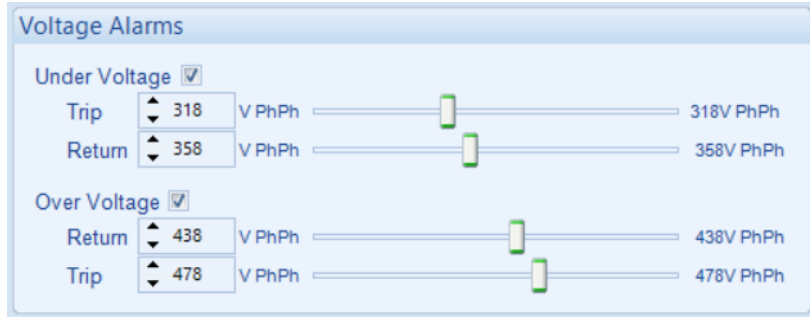 Voltage Alarms
Under Voltage
Trip 318 V PhPh 318V PhPh
Return 358 V PhPh 358V PhPh
Over Voltage
Return 438 V PhPh 438V PhPh
Trip 478 V PhPh 478V PhPh